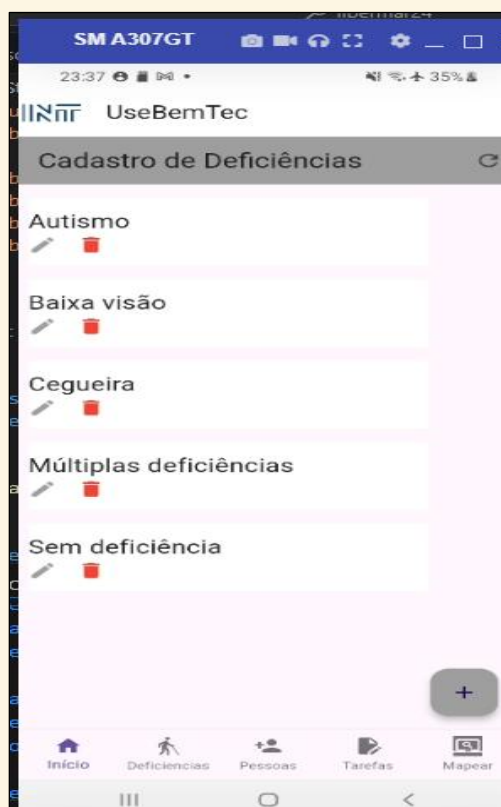 SM A307GT
23:37
35%
INT UseBemTec
Cadastro de Deficiências
Autismo
Baixa visão
Cegueira
Múltiplas deficiências
Sem deficiência
+
Início Deficiencias Pessoas Tarefas Mapear